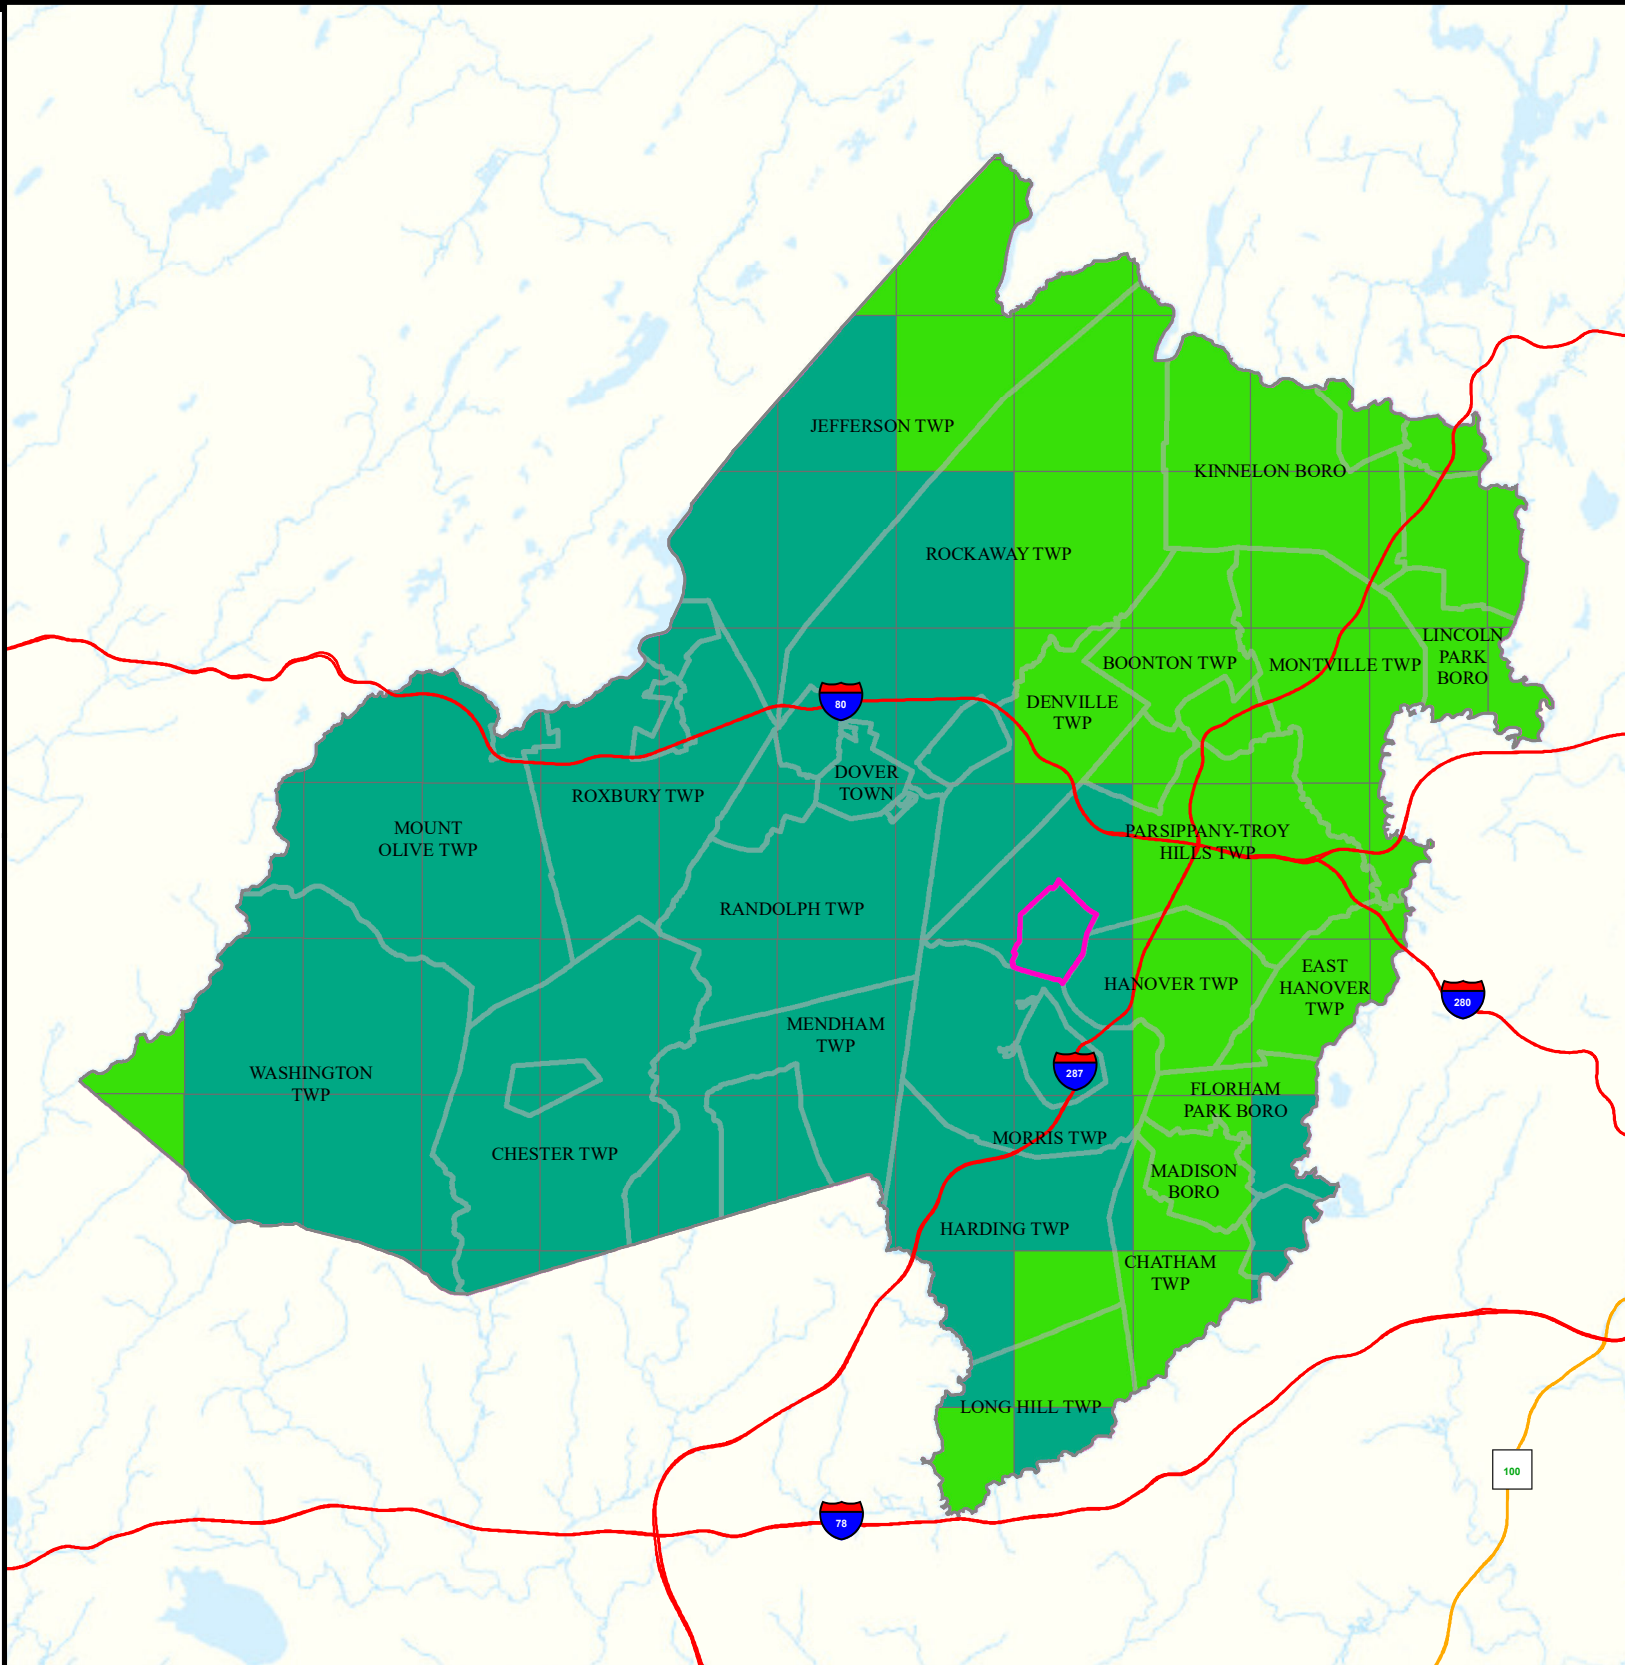 JEFFERSON TWP
KINNELON BORO
ROCKAWAY TWP
LINCOLN
PARK
BORO
BOONTON TWP
MONTVILLE TWP
DENVILLE
TWP
80
DOVER
TOWN
ROXBURY TWP
MOUNT
OLIVE TWP
PARSIPPANY-TROY
HILLS TWP
RANDOLPH TWP
EAST
HANOVER
TWP
HANOVER TWP
280
MENDHAM
TWP
WASHINGTON
TWP
287
FLORHAM
PARK BORO
MORRIS TWP
CHESTER TWP
MADISON
BORO
HARDING TWP
CHATHAM
TWP
LONG HILL TWP
100
78